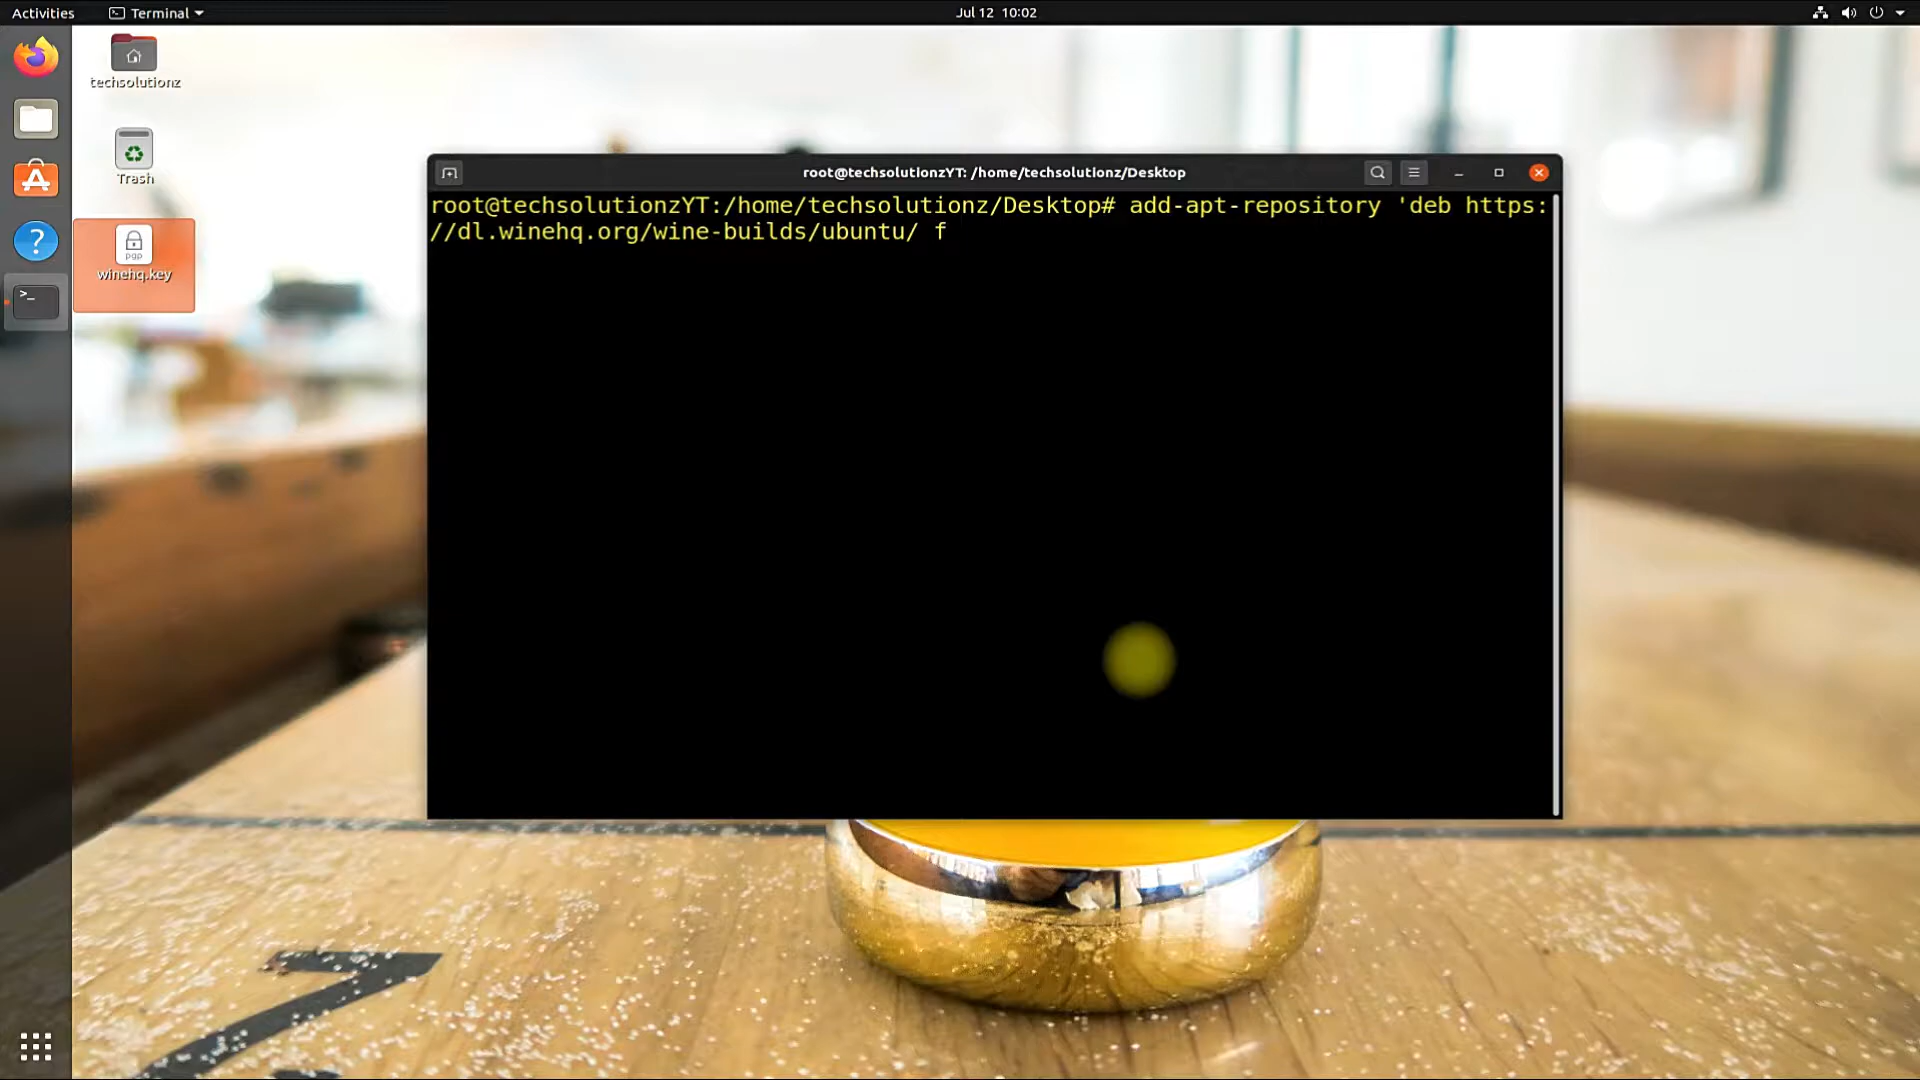 Activities
Terminal
Jul 12 10:02
techsolutionz
Trash
pgp
winehq.key
root@techsolutionzYT: /home/techsolutionz/Desktop
root@techsolutionzYT:/home/techsolutionz/Desktop# add-apt-repository 'deb https:
//dl.winehq.org/wine-builds/ubuntu/ f